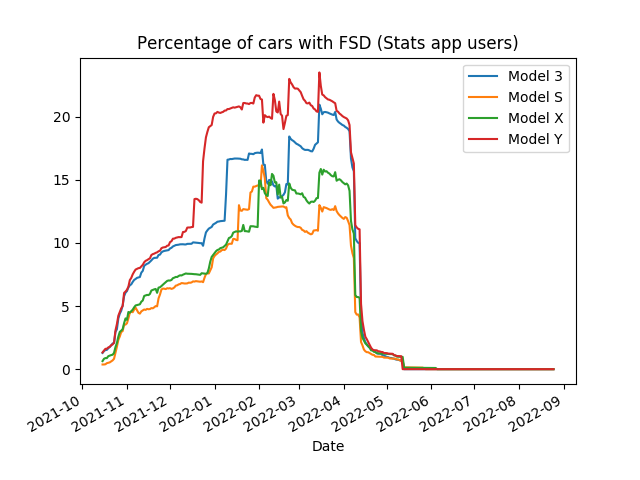 Percentage of cars with FSD (Stats app users)
Model 3
Model S
Model X
Model Y
20
15
10
5
0
2021-10
2021-11
2021-12
2022-01
2022-02
2022-03
2022-04
2022-05
2022-06
2022-07
2022-08
2022-09
Date